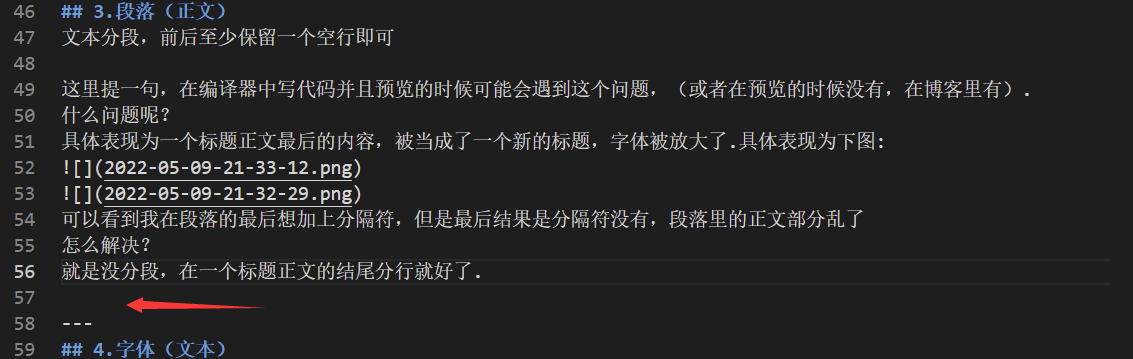 46 ## 3.段落（正文）
47 文本分段，前后至少保留一个空行即可
48
49 这里提一句，在编译器中写代码并且预览的时候可能会遇到这个问题，（或者在预览的时候没有，在博客里有）.
50 什么问题呢？
51 具体表现为一个标题正文最后的内容，被当成了一个新的标题，字体被放大了.具体表现为下图:
52 ![](2022-05-09-21-33-12.png)
53 ![](2022-05-09-21-32-29.png)
54 可以看到我在段落的最后想加上分隔符，但是最后结果是分隔符没有，段落里的正文部分乱了
55 怎么解决？
56 就是没分段，在一个标题正文的结尾分行就好了.
57
58 ---
59 ## 4.字体（文本）